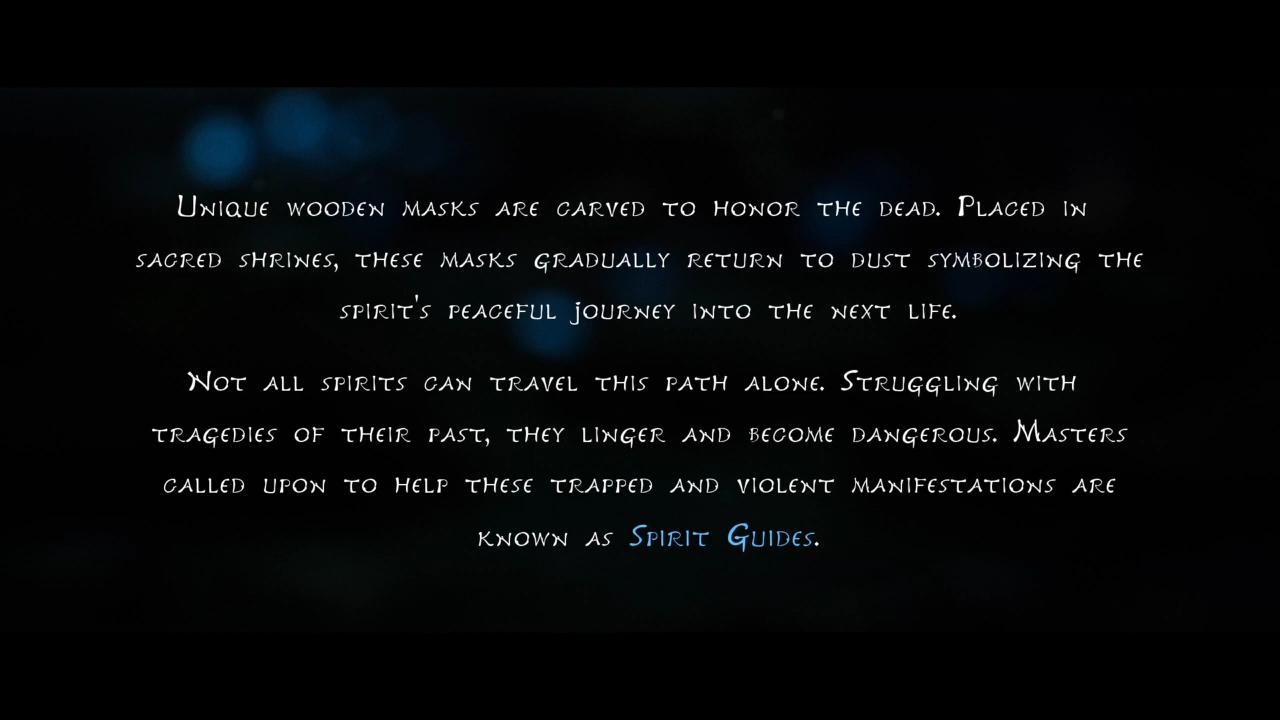 Unique wooden masks are carved to honor the dead. Placed in
sacred shrines, these masks gradually return to dust symbolizing the
spirit's peaceful journey into the next life.
Not all spirits can travel this path alone. Struggling with
tragedies of their past, they linger and become dangerous. Masters
called upon to help these trapped and violent manifestations are
known as Spirit Guides.